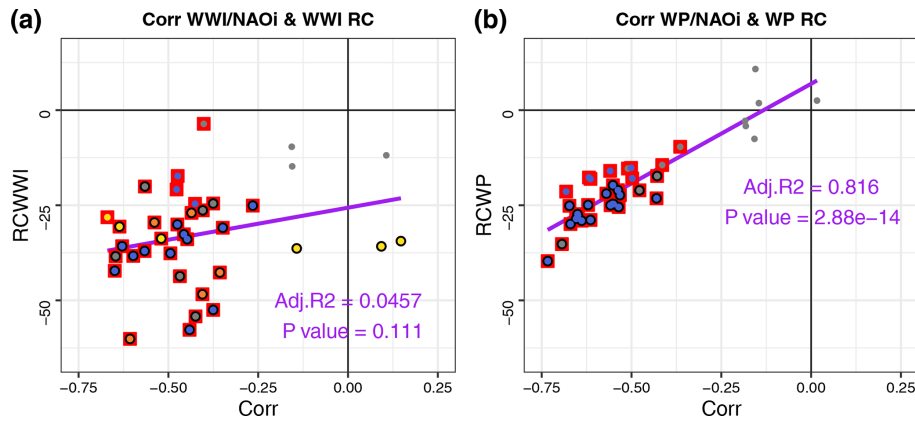 (a) Corr WWI/NAOi & WWI RC
RCWWI
0
−25
−50
Adj.R2 = 0.0457
P value = 0.111
−0.75 −0.50 −0.25 0.00 0.25
Corr
(b) Corr WP/NAOi & WP RC
RCWP
0
−25
−50
Adj.R2 = 0.816
P value = 2.88e−14
−0.75 −0.50 −0.25 0.00 0.25
Corr